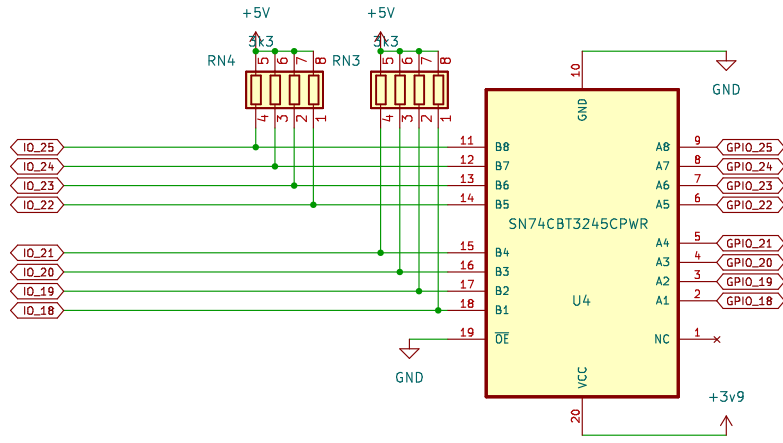 +5V
+5V
3k3
3k3
RN4
RN3
5 6 7 8
5 6 7 8
4 3 2 1
4 3 2 1
10
GND
GND
IO_25
11
B8
A8
9
GPIO_25
IO_24
12
B7
A7
8
GPIO_24
IO_23
13
B6
A6
7
GPIO_23
IO_22
14
B5
A5
6
GPIO_22
SN74CBT3245CPWR
IO_21
15
B4
A4
5
GPIO_21
IO_20
16
B3
A3
4
GPIO_20
IO_19
17
B2
A2
3
GPIO_19
IO_18
18
B1
A1
2
GPIO_18
U4
19
OE
NC
1
GND
VCC
20
+3v9